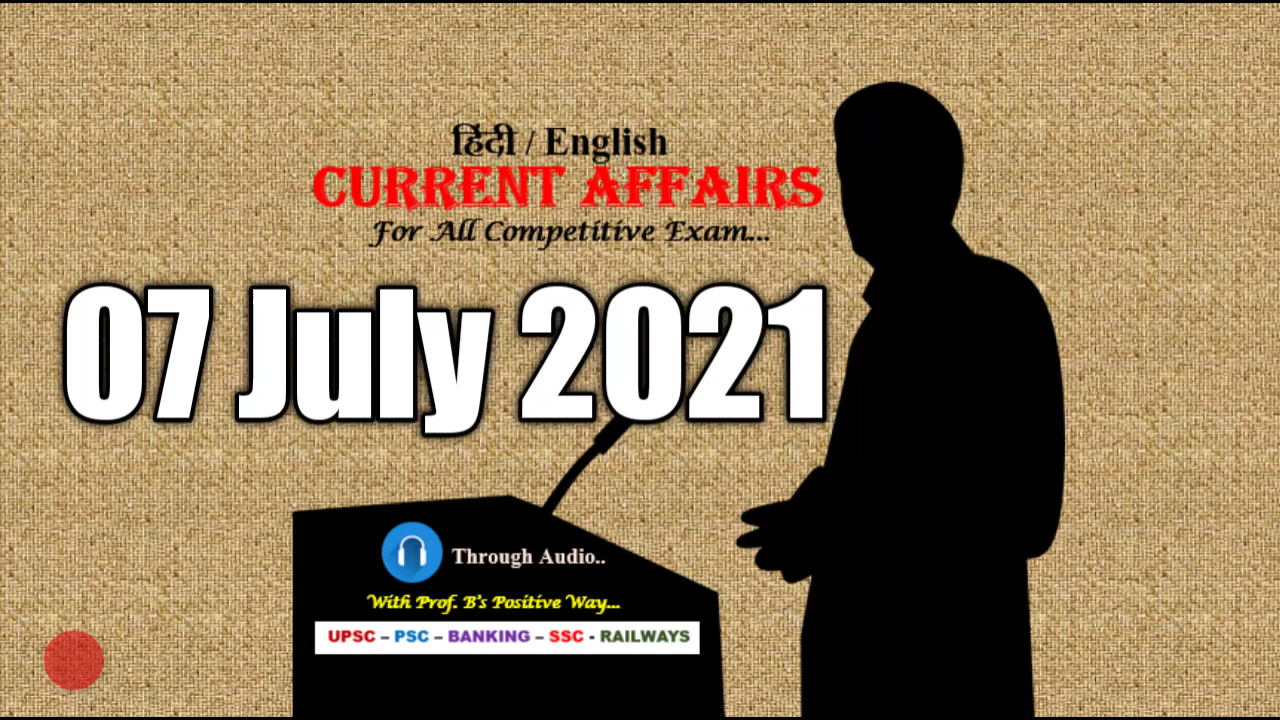 हिंदी / English
CURRENT AFFAIRS
For All Competitive Exam...
07 July 2021
Through Audio..
With Prof. B's Positive Way...
UPSC – PSC – BANKING – SSC - RAILWAYS